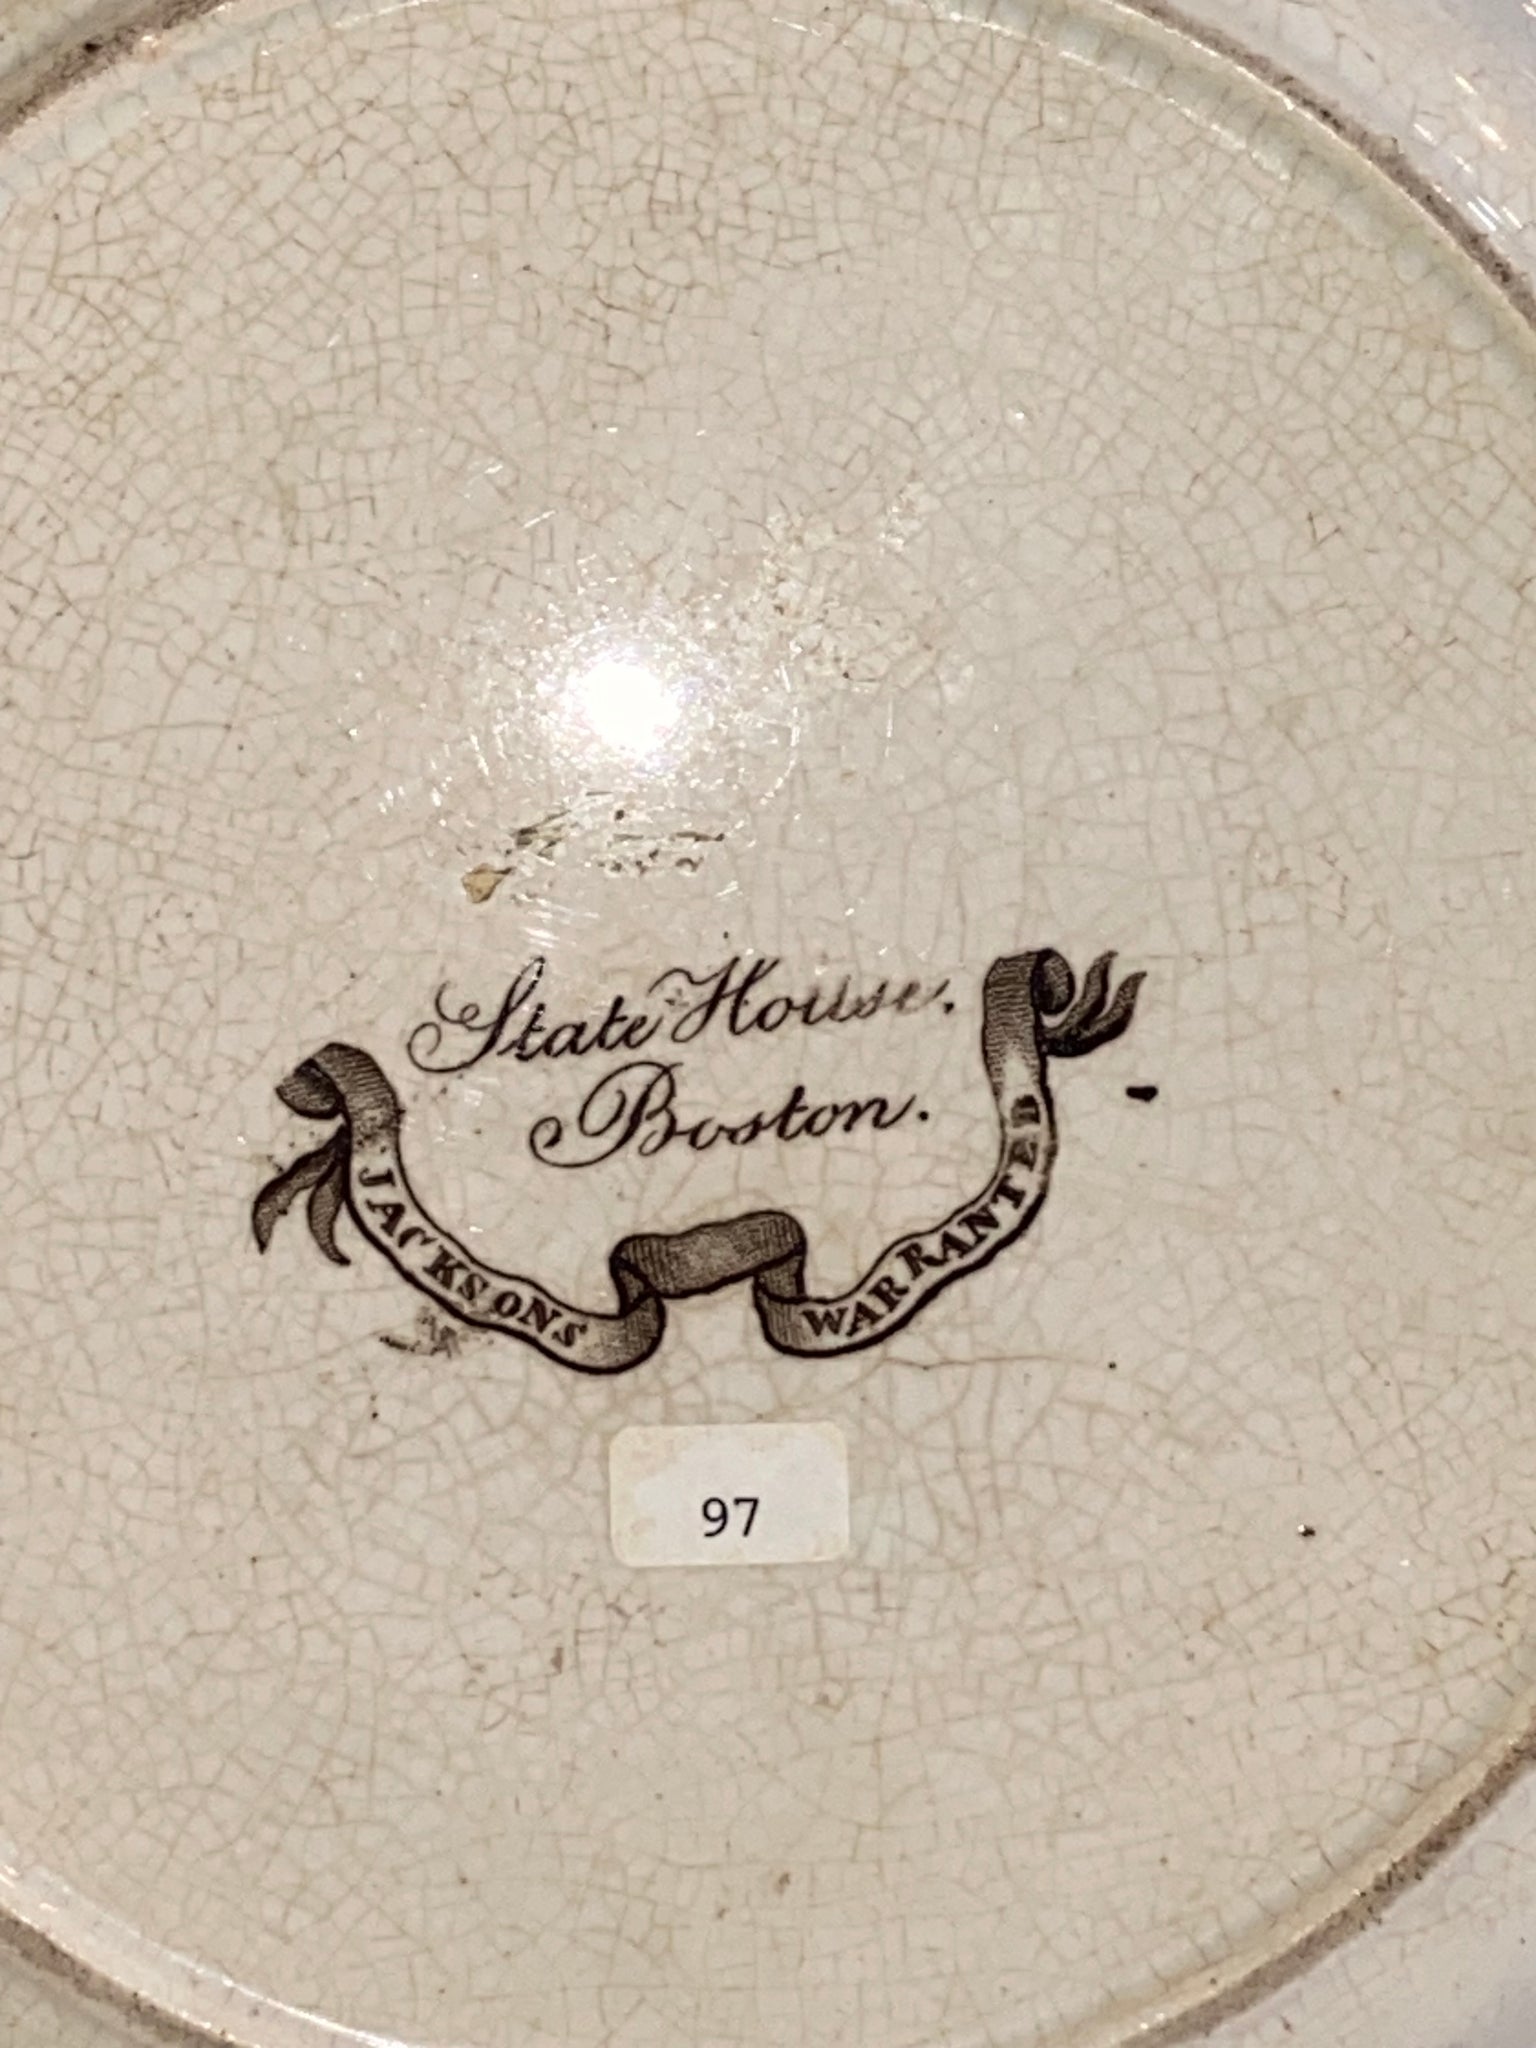 State House.
Boston.
JACKSONS WARRANTED
97